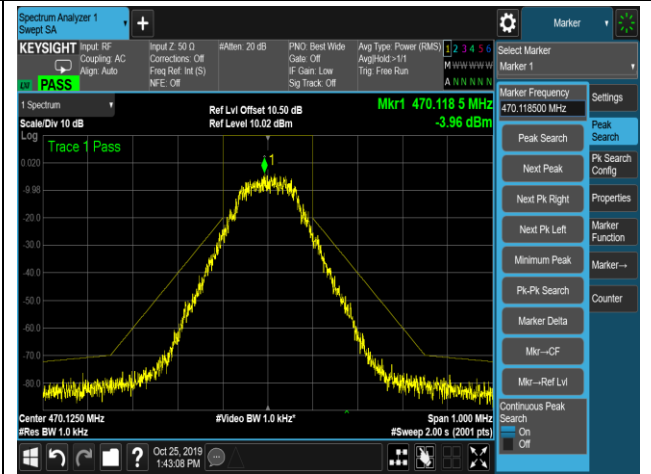 Spectrum Analyzer 1
Swept SA
Marker
KEYSIGHT
Input: RF
Coupling: AC
Align: Auto
Input Z: 50 Ω
Corrections: Off
Freq Ref: Int (S)
NFE: Off
#Atten: 20 dB
PNO: Best Wide
Gate: Off
IF Gain: Low
Sig Track: Off
Avg Type: Power (RMS)
Avg|Hold:>1/1
Trig: Free Run
1 2 3 4 5 6
M W W W W W
A N N N N N
PASS
Select Marker
Marker 1
1 Spectrum
Scale/Div 10 dB
Log
Ref Lvl Offset 10.50 dB
Ref Level 10.02 dBm
Mkr1 470.118 5 MHz
-3.96 dBm
Trace 1 Pass
1
0.020
-9.98
-20.0
-30.0
-40.0
-50.0
-60.0
-70.0
-80.0
Center 470.1250 MHz
#Res BW 1.0 kHz
#Video BW 1.0 kHz*
Span 1.000 MHz
#Sweep 2.00 s (2001 pts)
Marker Frequency
470.118500 MHz
Peak Search
Next Peak
Next Pk Right
Next Pk Left
Minimum Peak
Pk-Pk Search
Marker Delta
Mkr→CF
Mkr→Ref Lvl
Continuous Peak
Search
On
Off
Settings
Peak
Search
Pk Search
Config
Properties
Marker
Function
Marker→
Counter
?
Oct 25, 2019
1:43:08 PM